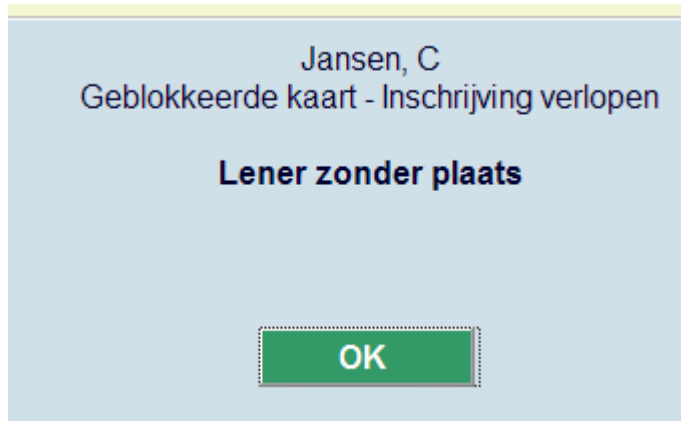 Jansen, C
Geblokkeerde kaart - Inschrijving verlopen
Lener zonder plaats
OK